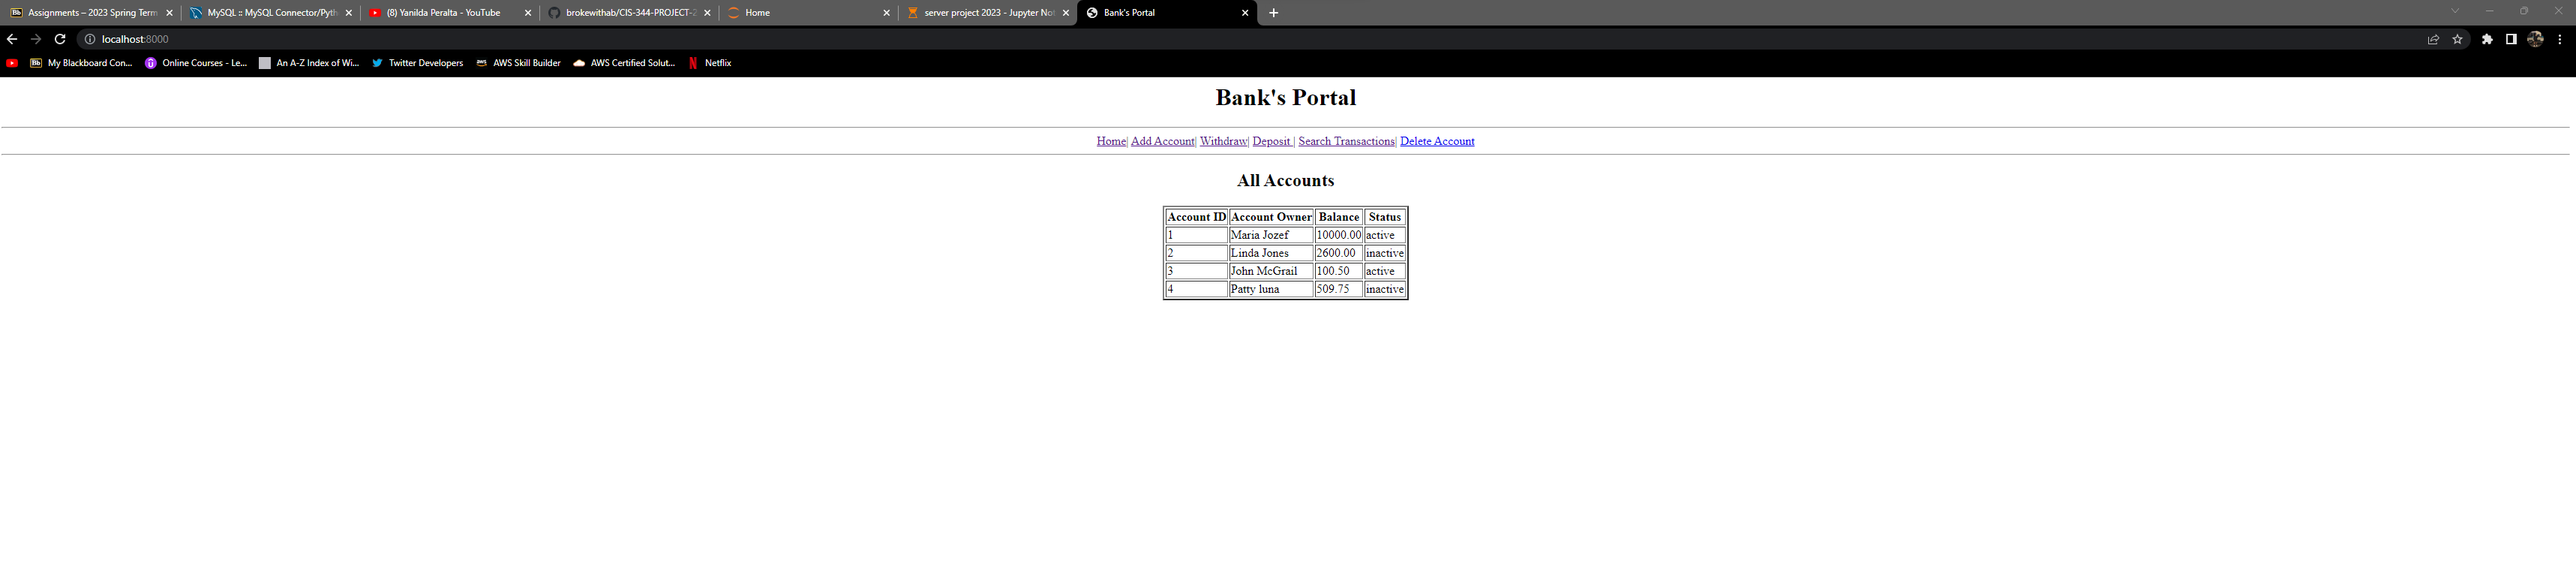 Assignments – 2023 Spring Term
MySQL :: MySQL Connector/Pyth
(8) Yanilda Peralta - YouTube
brokewithab/CIS-344-PROJECT-2
Home
server project 2023 - Jupyter Not
Bank's Portal
localhost:8000
Bb My Blackboard Con... Online Courses - Le... An A-Z Index of Wi... Twitter Developers aws AWS Skill Builder AWS Certified Solut... Netflix
Bank's Portal
Home| Add Account| Withdraw| Deposit | Search Transactions| Delete Account
All Accounts
Account ID Account Owner Balance Status
1 Maria Jozef 10000.00 active
2 Linda Jones 2600.00 inactive
3 John McGrail 100.50 active
4 Patty luna 509.75 inactive